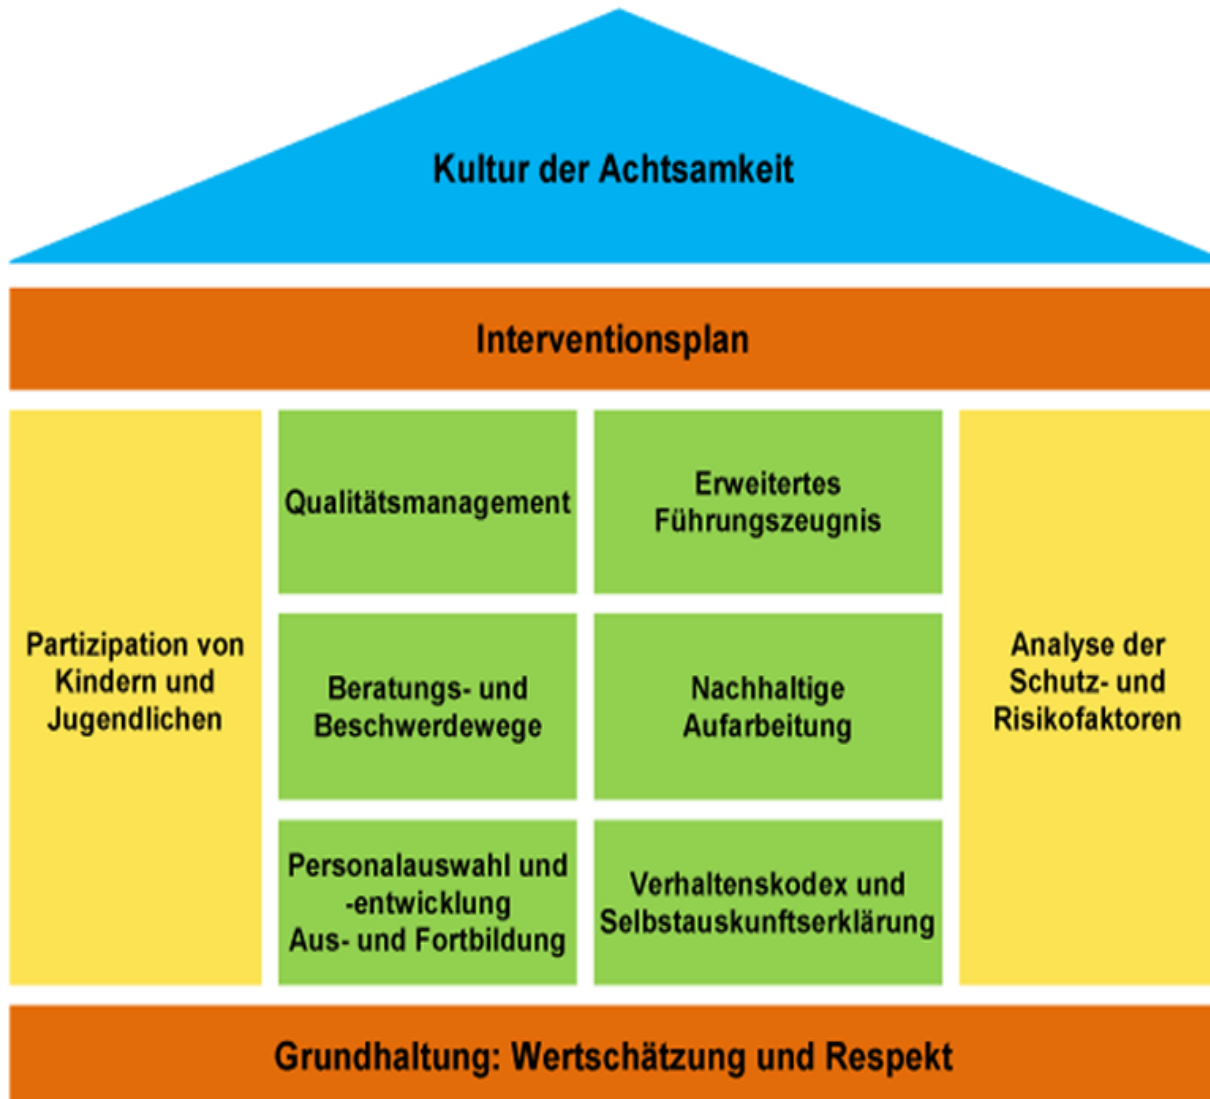 Kultur der Achtsamkeit
Interventionsplan
Partizipation von
Kindern und
Jugendlichen
Qualitätsmanagement
Erweitertes
Führungszeugnis
Beratungs- und
Beschwerdewege
Nachhaltige
Aufarbeitung
Personalauswahl und
-entwicklung
Aus- und Fortbildung
Verhaltenskodex und
Selbstauskunftserklärung
Analyse der
Schutz- und
Risikofaktoren
Grundhaltung: Wertschätzung und Respekt